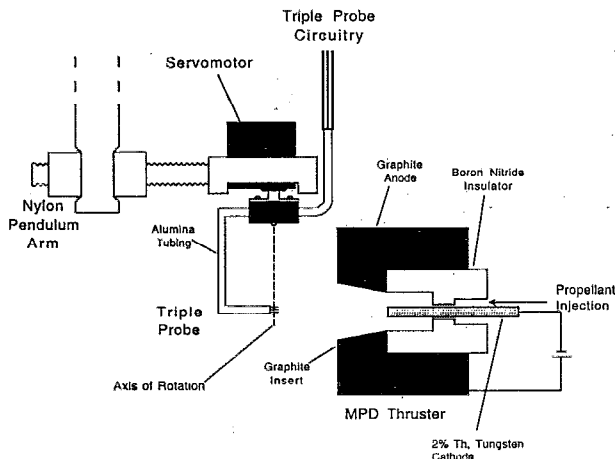 Triple Probe
Circuitry
Servomotor
Graphite
Anode
Boron Nitride
Insulator
Nylon
Pendulum
Arm
Alumina
Tubing
Propellant
Injection
Triple
Probe
Graphite
Insert
Axis of Rotation
MPD Thruster
2% Th, Tungsten
Cathode